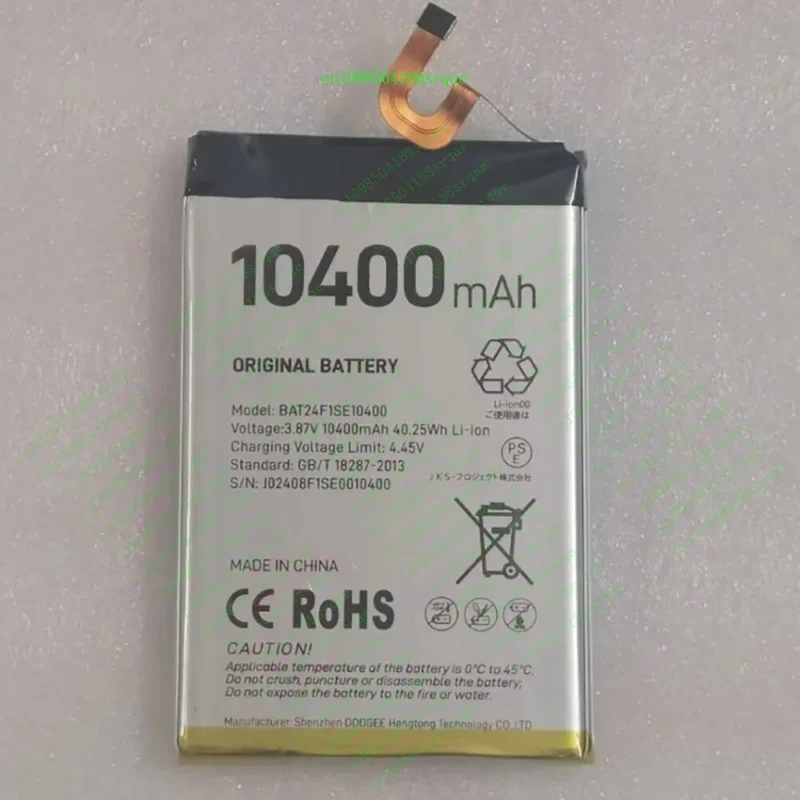 10400 mAh
ORIGINAL BATTERY
Li-ion00
ご使用後
Model: BAT24F1SE10400
Voltage:3.87V 10400mAh 40.25Wh Li-ion
Charging Voltage Limit: 4.45V
Standard: GB/T 18287-2013
S/N: J02408F1SE0010400
PS
E
JKS-プロジェクト株式会社
MADE IN CHINA
CE RoHS
CAUTION!
Applicable temperature of the battery is 0°C to 45°C.
Do not crush, puncture or disassemble the battery.
Do not expose the battery to the fire or water.
Manufacturer: Shenzhen DOOGEE Hengtong Technology CO.,LTD